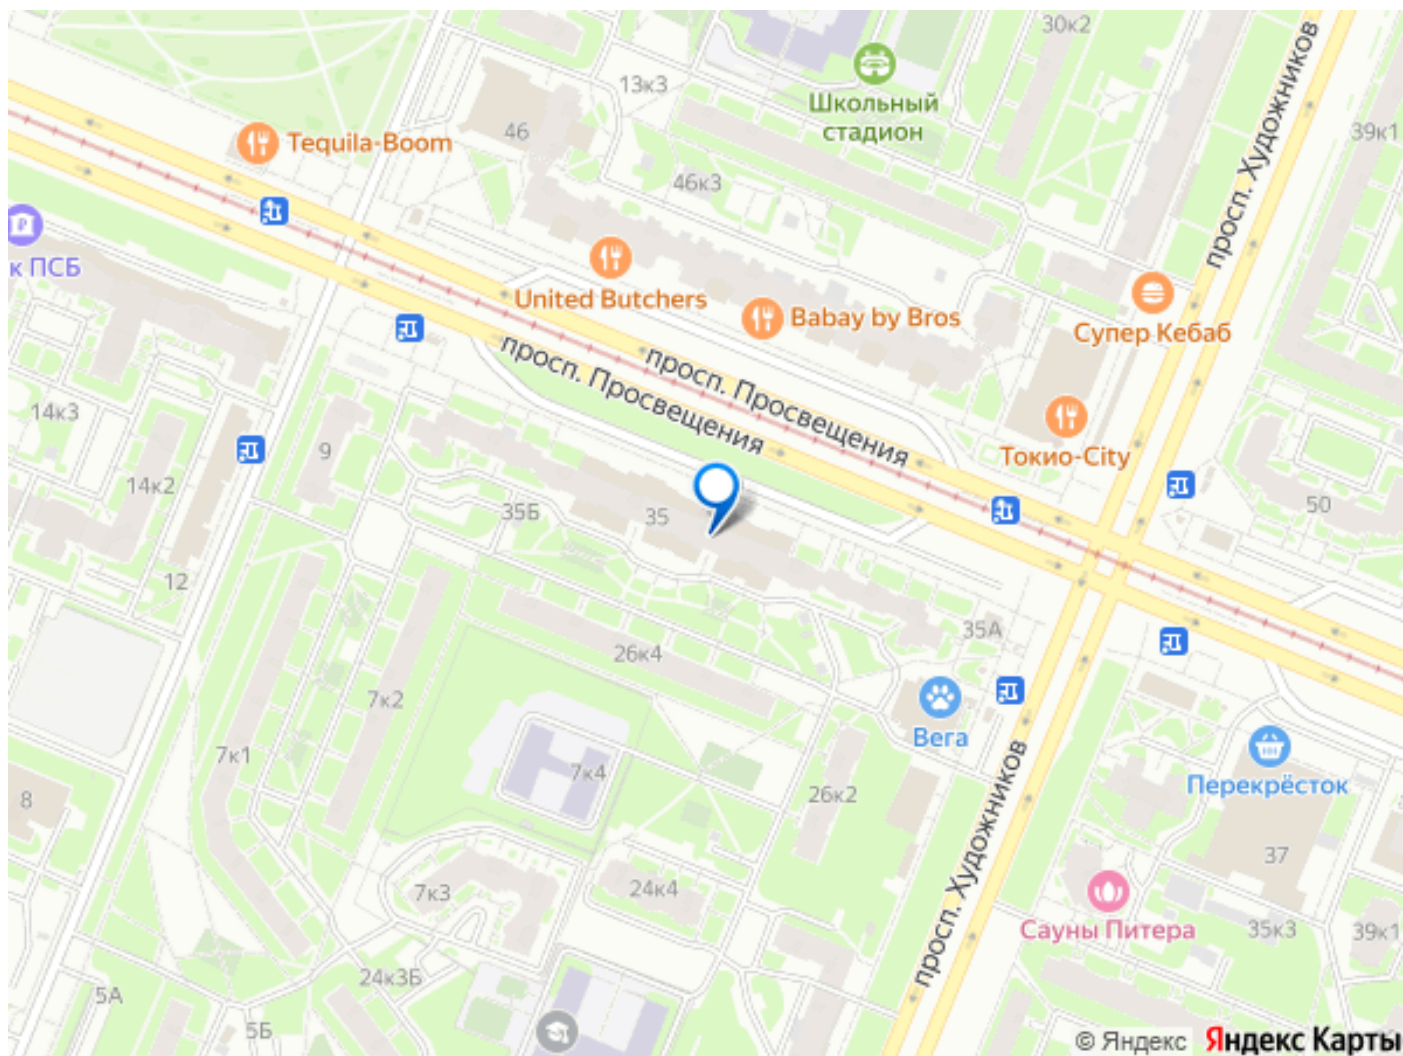 30к2
просп. Художников
13к3
Школьный
стадион
39к1
46
Tequila-Boom
46к3
к ПСБ
United Butchers
Babay by Bros
Супер Кебаб
просп. Просвещения
просп. Просвещения
14к3
9
Токио-City
14к2
35Б
35
50
12
35А
26к4
7к2
Вега
7к1
7к4
Перекрёсток
8
26к2
просп. Художников
37
7к3
24к4
Сауны Питера
35к3
39к1
24к3Б
5А
5Б
© Яндекс Яндекс Карты